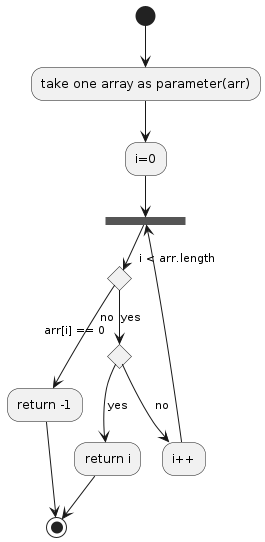 take one array as parameter(arr)
i=0
i < arr.length
no
yes
arr[i] == 0
yes
no
return -1
return i
i++